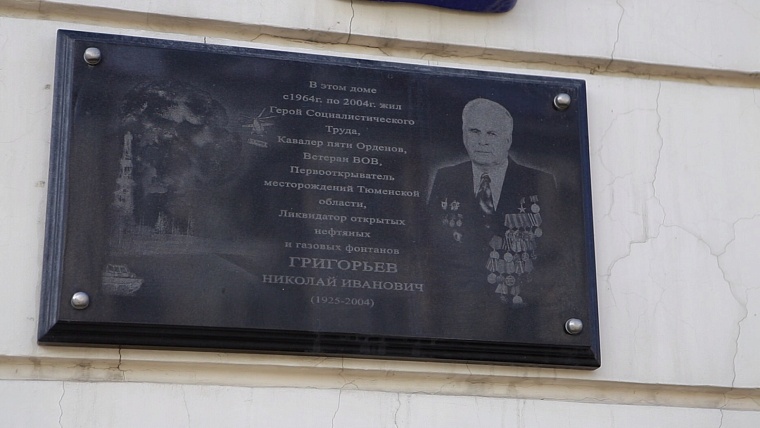 В этом доме
с1964г. по 2004г. жил
Герой Социалистического
Труда,
Кавалер пяти Орденов,
Ветеран ВОВ,
Первооткрыватель
месторождений Тюменской
области,
Ликвидатор открытых
нефтяных
и газовых фонтанов
ГРИГОРЬЕВ
НИКОЛАЙ ИВАНОВИЧ
(1925-2004)